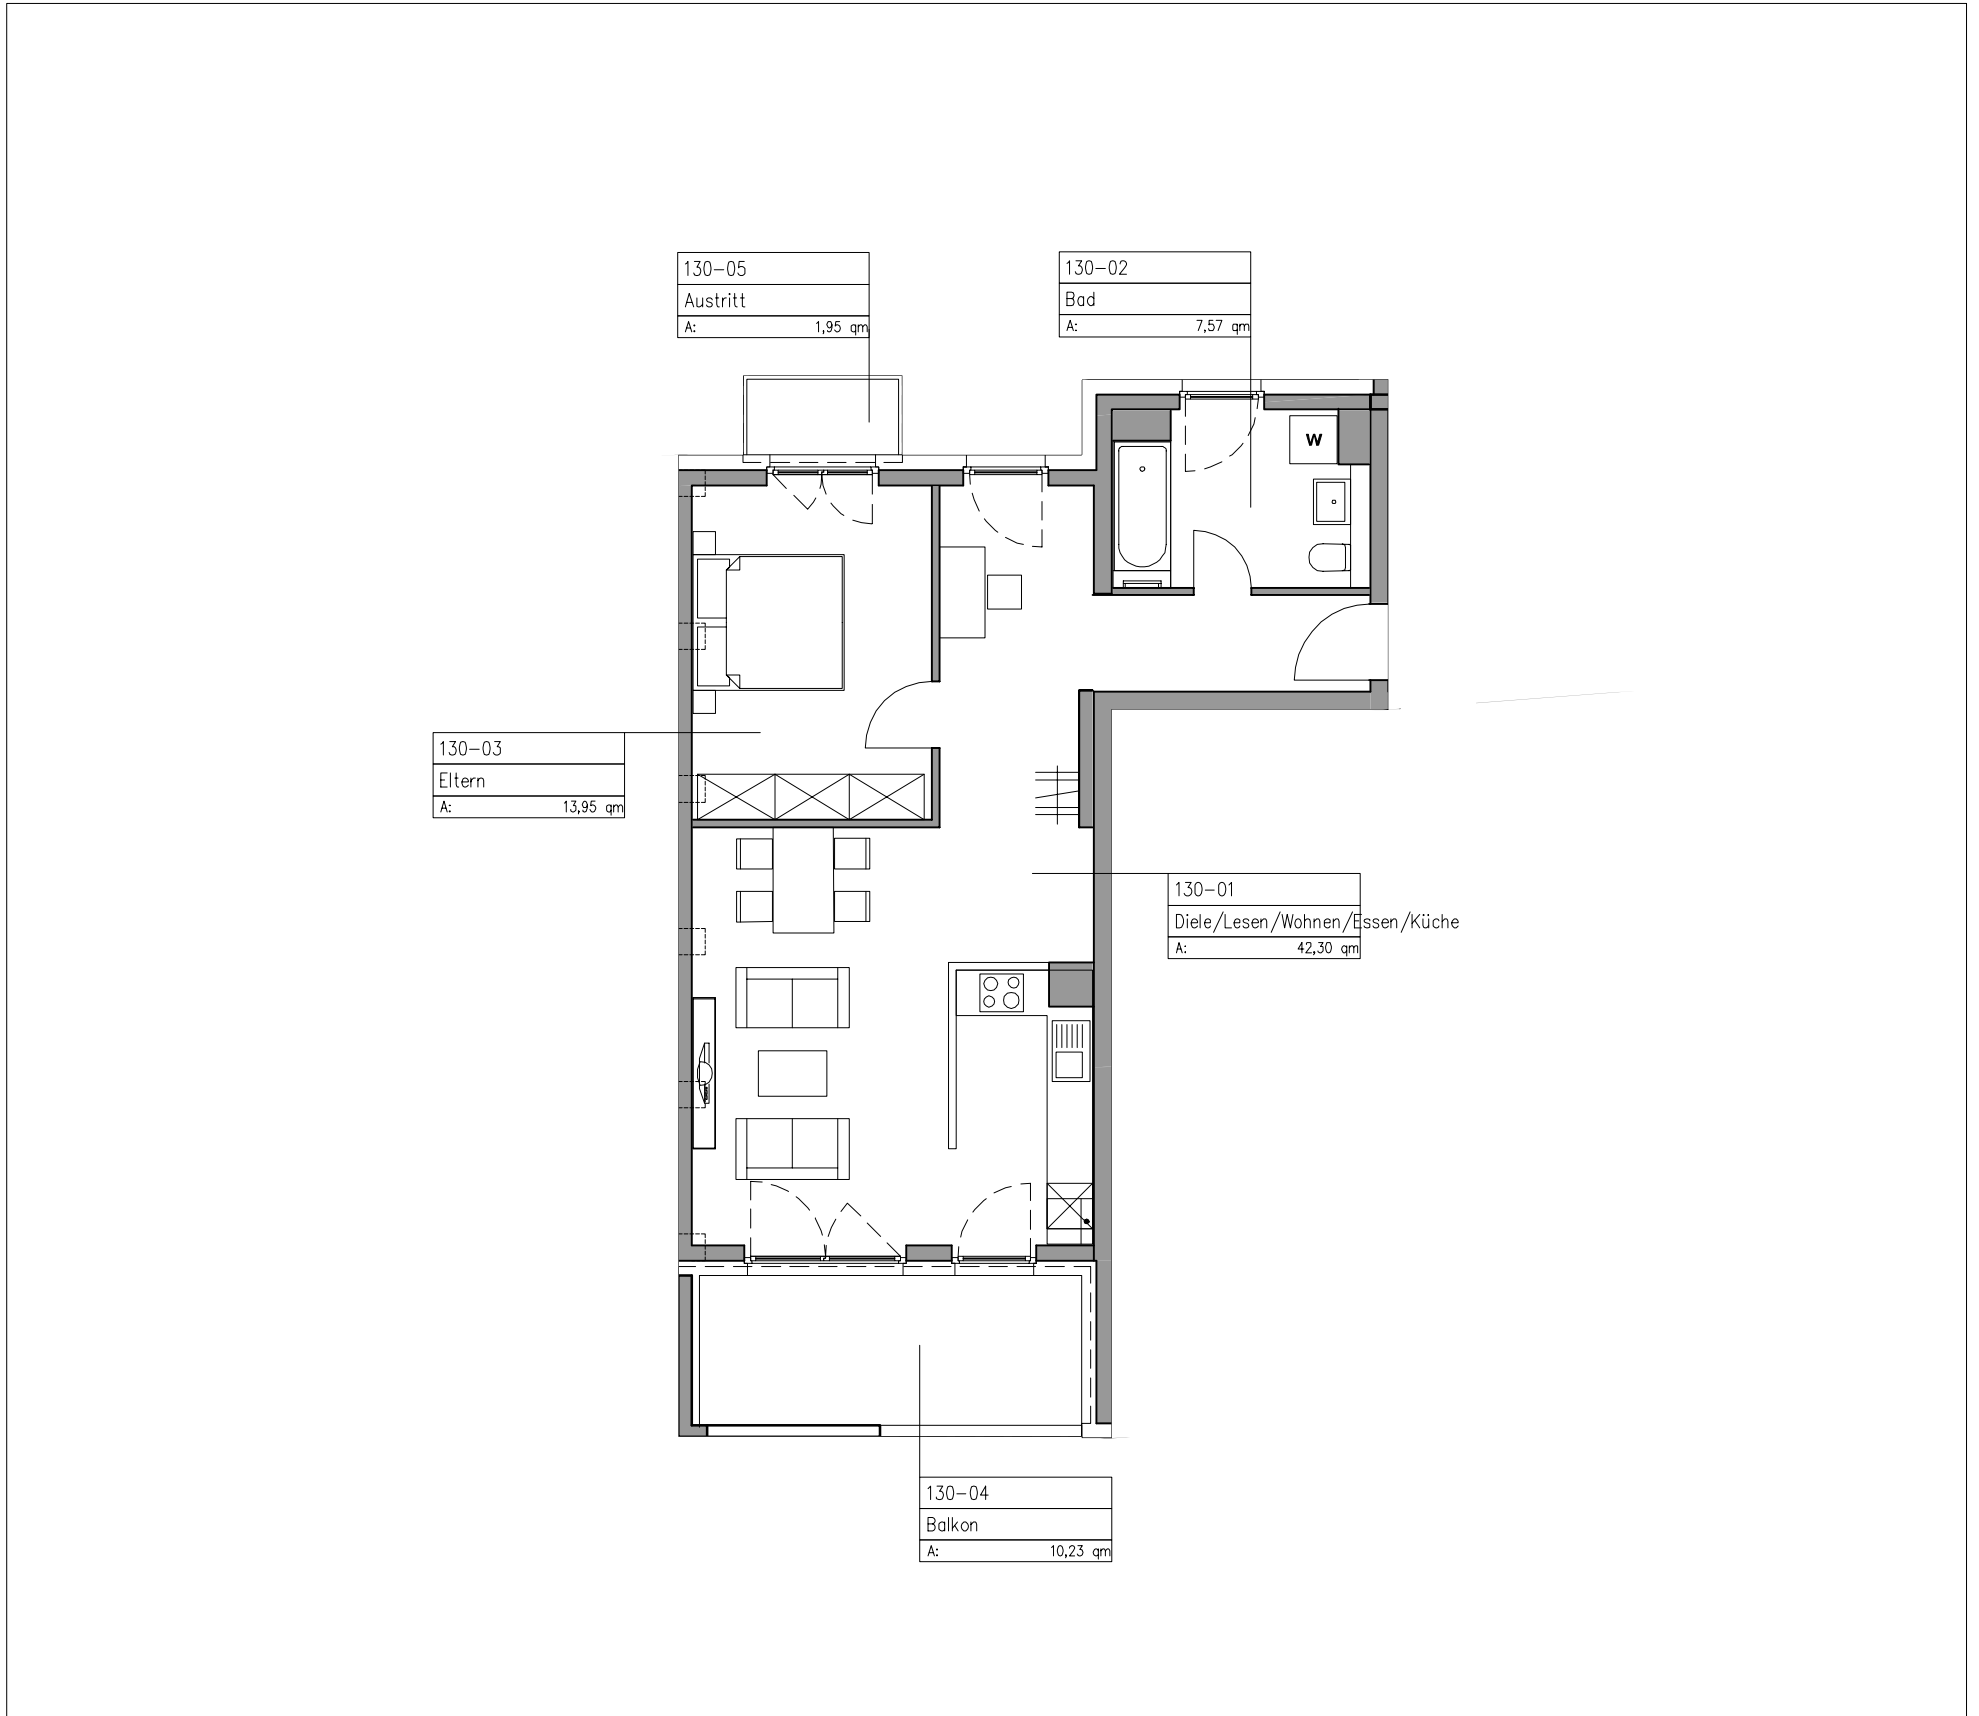 130-05
Austritt
A: 1,95 qm
130-02
Bad
A: 7,57 qm
W
130-03
Eltern
A: 13,95 qm
130-01
Diele/Lesen/Wohnen/Essen/Küche
A: 42,30 qm
130-04
Balkon
A: 10,23 qm